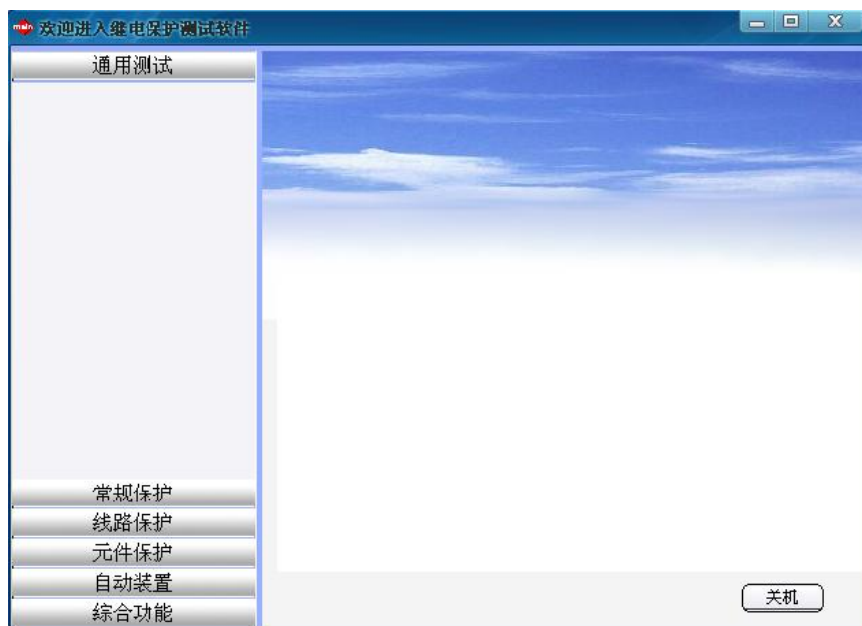 main 欢迎进入继电保护测试软件
通用测试
常规保护
线路保护
元件保护
自动装置
综合功能
关机